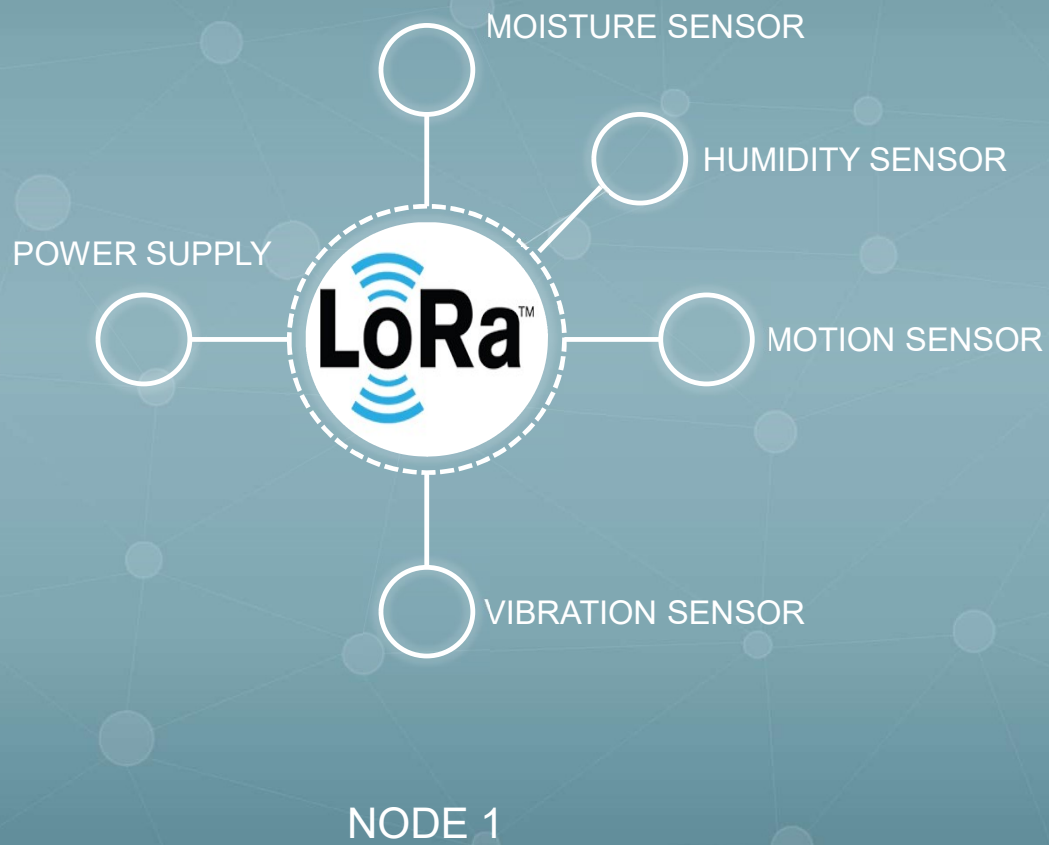 MOISTURE SENSOR
HUMIDITY SENSOR
POWER SUPPLY
LoRa™
MOTION SENSOR
VIBRATION SENSOR
NODE 1